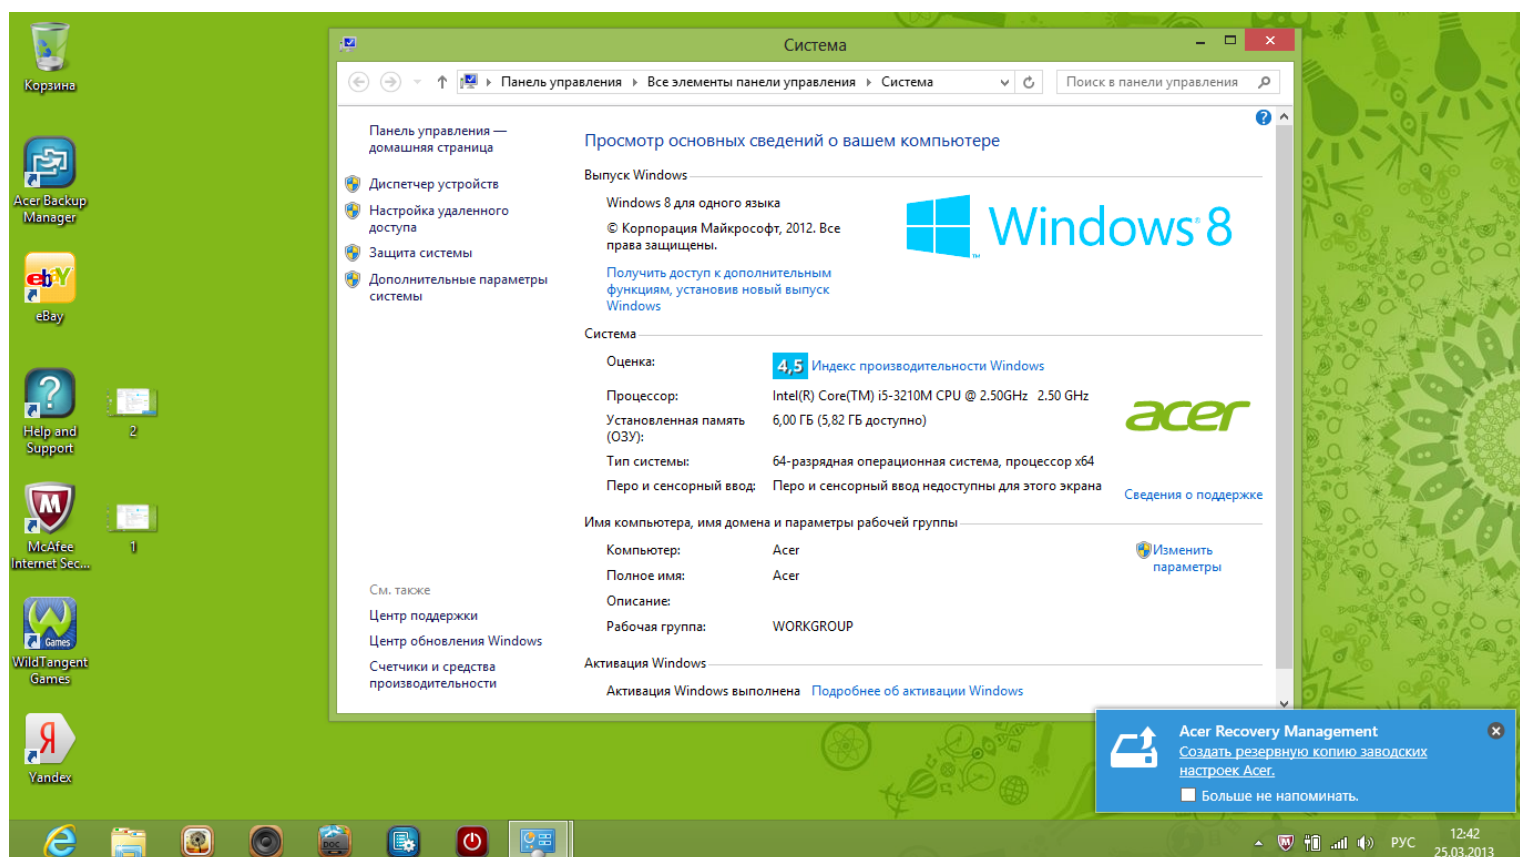 Корзина
Acer Backup
Manager
eBay
Help and
Support
2
McAfee
Internet Sec...
1
WildTangent
Games
Yandex
Система
Панель управления
Все элементы панели управления
Система
Поиск в панели управления
Панель управления —
домашняя страница
Диспетчер устройств
Настройка удаленного
доступа
Защита системы
Дополнительные параметры
системы
См. также
Центр поддержки
Центр обновления Windows
Счетчики и средства
производительности
Просмотр основных сведений о вашем компьютере
Выпуск Windows
Windows 8 для одного языка
© Корпорация Майкрософт, 2012. Все
права защищены.
Получить доступ к дополнительным
функциям, установив новый выпуск
Windows
Windows 8
Система
Оценка: 4,5 Индекс производительности Windows
Процессор: Intel(R) Core(TM) i5-3210M CPU @ 2.50GHz 2.50 GHz
Установленная память 6,00 ГБ (5,82 ГБ доступно)
(ОЗУ):
Тип системы: 64-разрядная операционная система, процессор x64
Перо и сенсорный ввод: Перо и сенсорный ввод недоступны для этого экрана
acer
Сведения о поддержке
Имя компьютера, имя домена и параметры рабочей группы
Компьютер: Acer
Изменить
параметры
Полное имя: Acer
Описание:
Рабочая группа: WORKGROUP
Активация Windows
Активация Windows выполнена Подробнее об активации Windows
Acer Recovery Management
Создать резервную копию заводских
настроек Acer.
Больше не напоминать.
РУС
12:42
25.03.2013